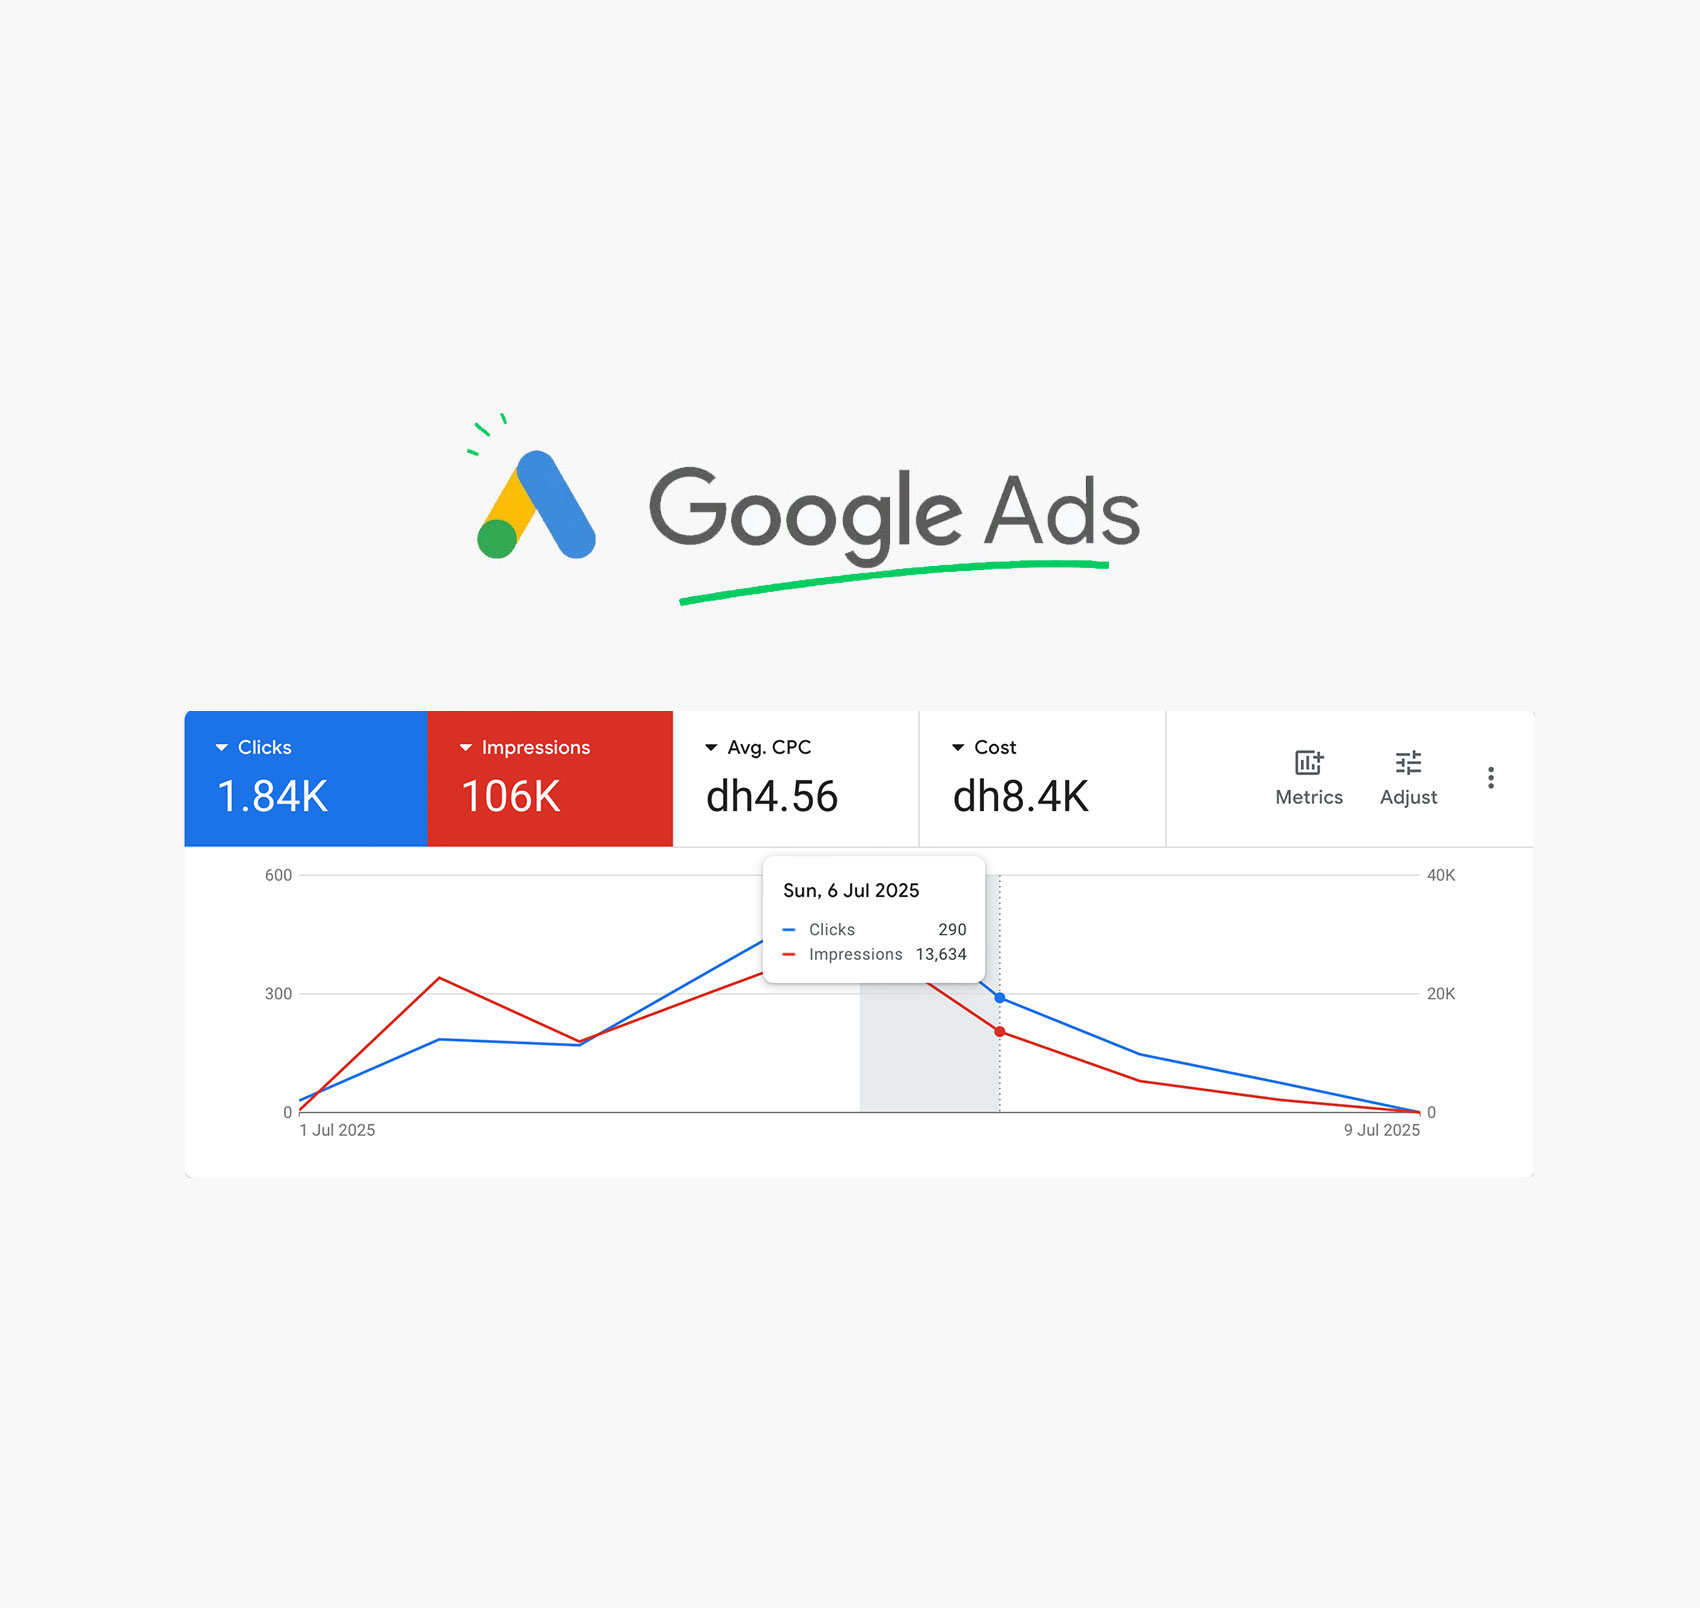 Google Ads
Clicks
1.84K
Impressions
106K
Avg. CPC
dh4.56
Cost
dh8.4K
Metrics
Adjust
600
40K
Sun, 6 Jul 2025
Clicks 290
Impressions 13,634
300
20K
0
0
1 Jul 2025
9 Jul 2025